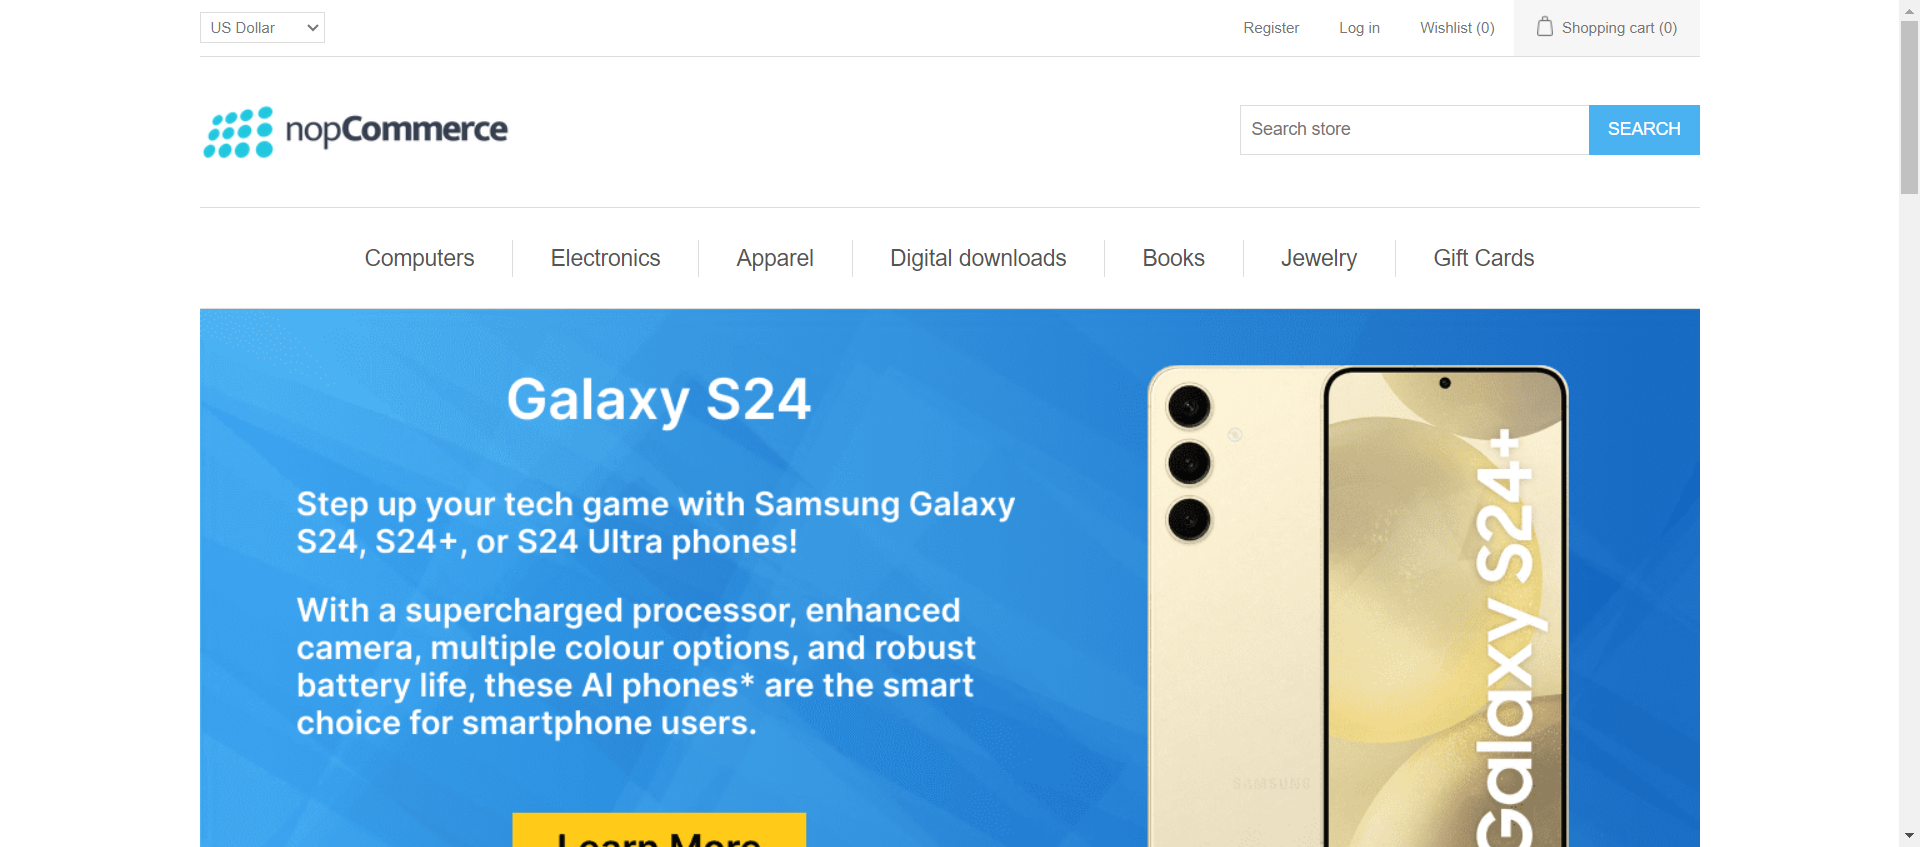 US Dollar
Register
Log in
Wishlist (0)
Shopping cart (0)
nopCommerce
Search store
SEARCH
Computers
Electronics
Apparel
Digital downloads
Books
Jewelry
Gift Cards
Galaxy S24
Step up your tech game with Samsung Galaxy
S24, S24+, or S24 Ultra phones!
With a supercharged processor, enhanced
camera, multiple colour options, and robust
battery life, these AI phones* are the smart
choice for smartphone users.
Learn More
SAMSUNG
Galaxy S24+